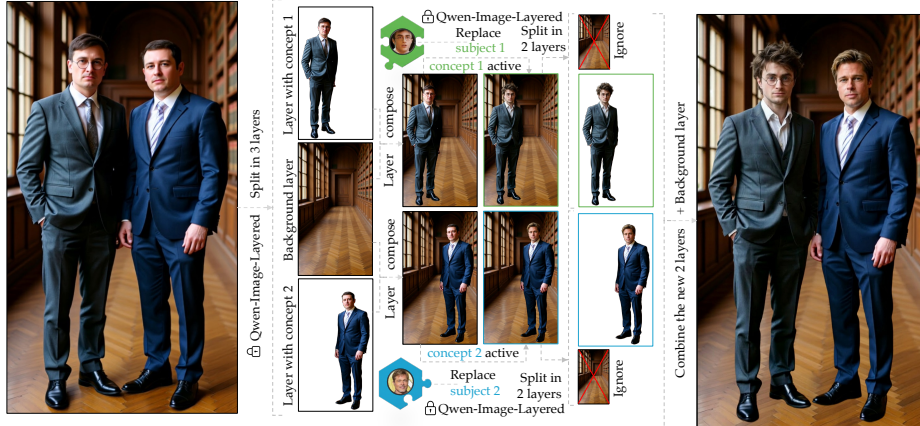 Qwen-Image-Layered
Split in 3 layers
Layer with concept 1
Background layer
Layer with concept 2
Qwen-Image-Layered
Replace
subject 1
Split in
2 layers
concept 1 active
Layer compose
Ignore
Layer compose
concept 2 active
Replace
subject 2
Split in
2 layers
Qwen-Image-Layered
Ignore
Combine the new 2 layers + Background layer